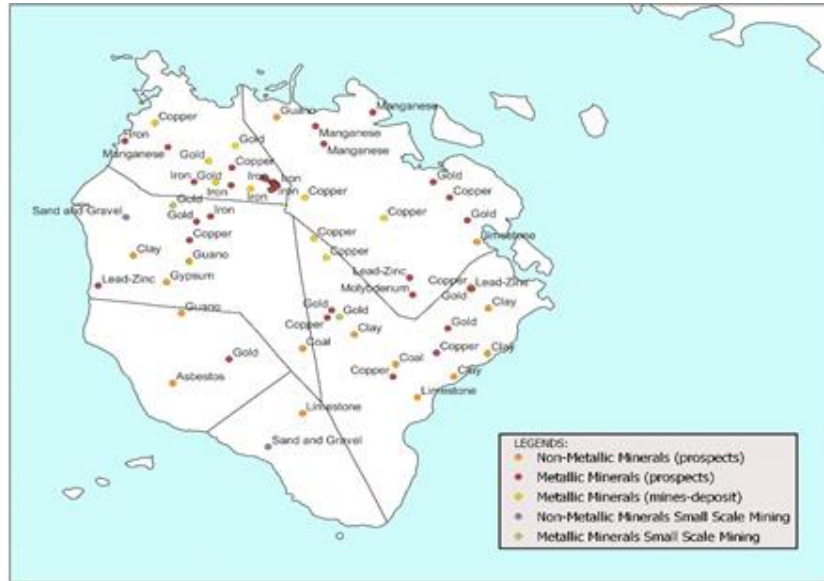 Manganese
Guano
Copper
Manganese
Iron
Gold
Manganese
Manganese
Copper
Gold
Iron
Iron
Gold
Iron Gold
Copper
Iron
Iron
Iron
Copper
Gold
Sand and Gravel
Gold
Iron
Copper
Gold
Limestone
Copper
Copper
Clay
Guano
Copper
Lead-Zinc
Lead-Zinc
Gypsum
Copper
Lead-Zinc
Molybdenum
Gold
Clay
Guano
Gold
Gold
Copper
Clay
Gold
Coal
Copper
Clay
Gold
Coal
Asbestos
Copper
Clay
Limestone
Limestone
Sand and Gravel
LEGENDS:
Non-Metallic Minerals (prospects)
Metallic Minerals (prospects)
Metallic Minerals (mines-deposit)
Non-Metallic Minerals Small Scale Mining
Metallic Minerals Small Scale Mining